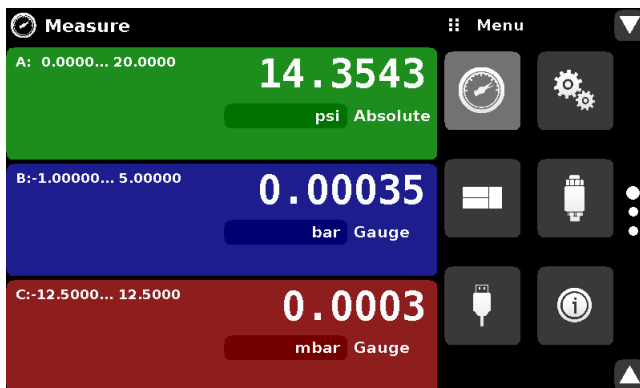 Measure
Menu
A: 0.0000... 20.0000
14.3543
psi Absolute
B:-1.00000... 5.00000
0.00035
bar Gauge
C:-12.5000... 12.5000
0.0003
mbar Gauge